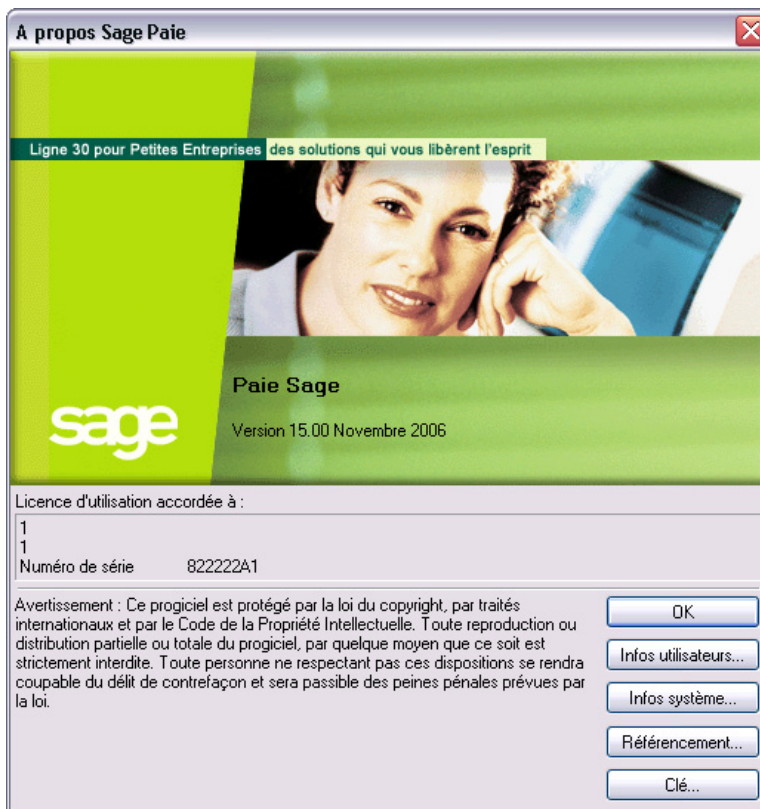 A propos Sage Paie
Ligne 30 pour Petites Entreprises des solutions qui vous libèrent l'esprit
sage
Paie Sage
Version 15.00 Novembre 2006
Licence d'utilisation accordée à :
1
1
Numéro de série 822222A1
Avertissement : Ce progiciel est protégé par la loi du copyright, par traités
internationaux et par le Code de la Propriété Intellectuelle. Toute reproduction ou
distribution partielle ou totale du progiciel, par quelque moyen que ce soit est
strictement interdite. Toute personne ne respectant pas ces dispositions se rendra
coupable du délit de contrefaçon et sera passible des peines pénales prévues par
la loi.
OK
Infos utilisateurs...
Infos système...
Référencement...
Clé...